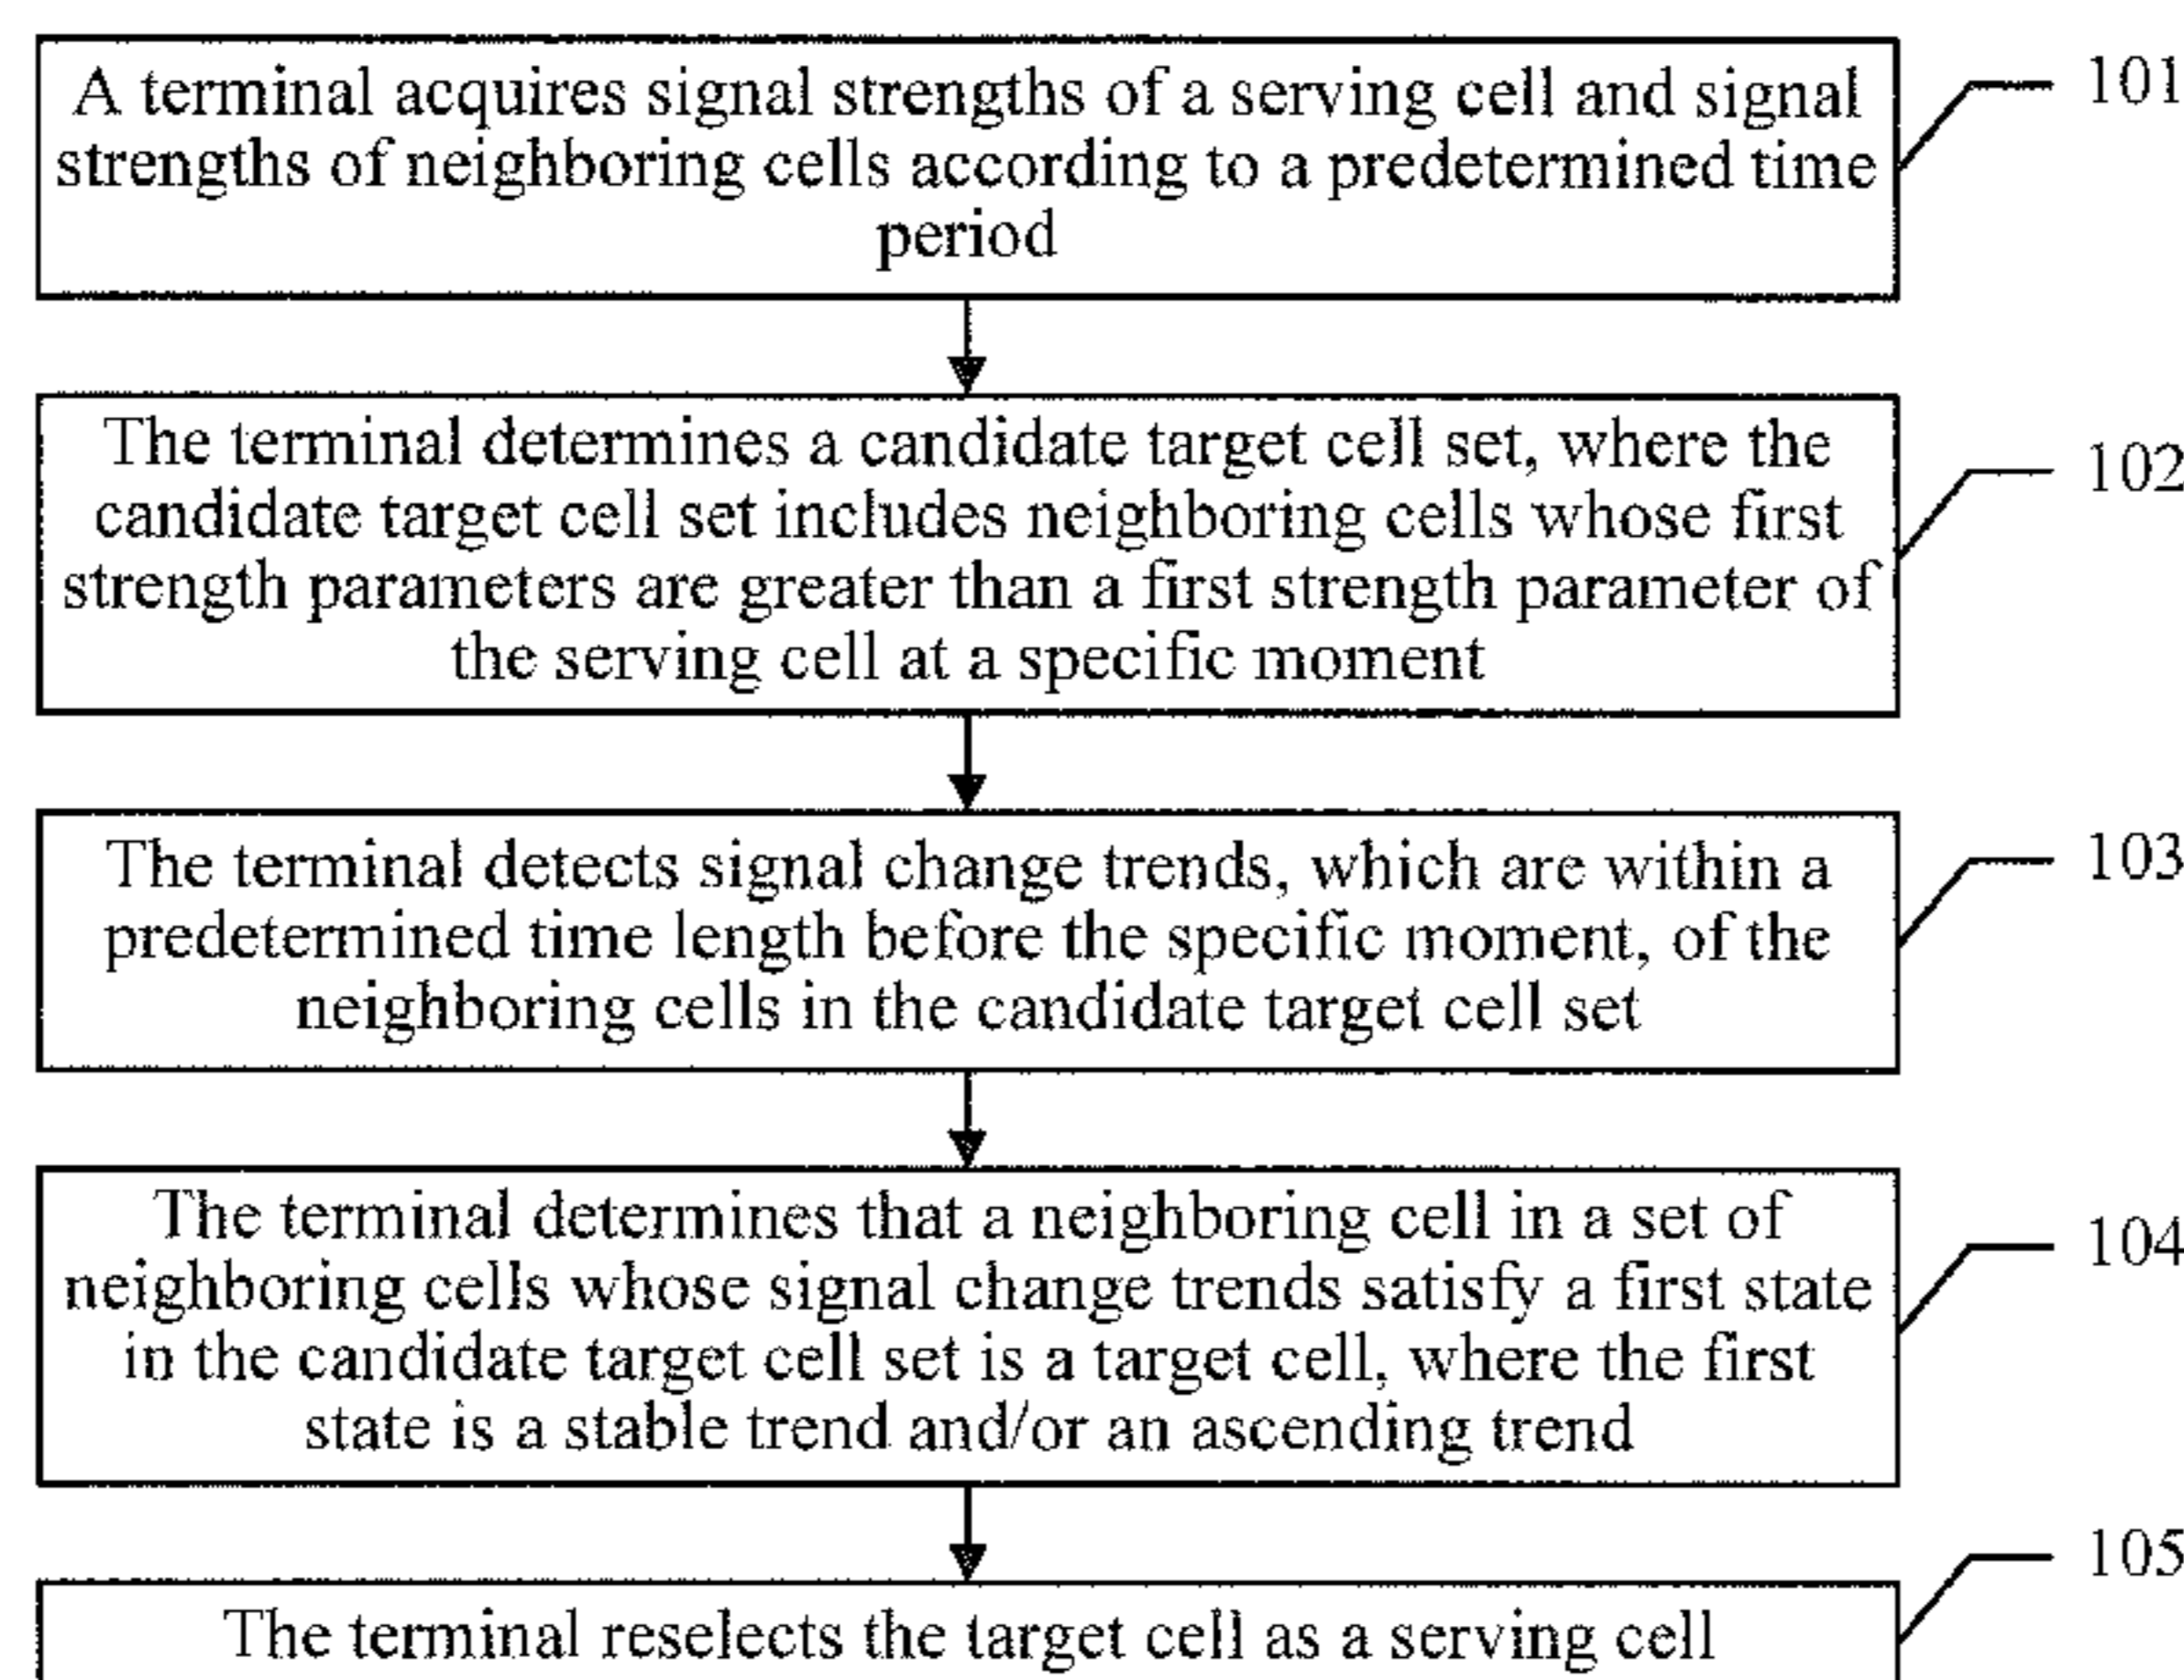 A terminal acquires signal strengths of a serving cell and signal
strengths of neighboring cells according to a predetermined time
period
101
The terminal determines a candidate target cell set, where the
candidate target cell set includes neighboring cells whose first
strength parameters are greater than a first strength parameter of
the serving cell at a specific moment
102
The terminal detects signal change trends, which are within a
predetermined time length before the specific moment, of the
neighboring cells in the candidate target cell set
103
The terminal determines that a neighboring cell in a set of
neighboring cells whose signal change trends satisfy a first state
in the candidate target cell set is a target cell, where the first
state is a stable trend and/or an ascending trend
104
The terminal reselects the target cell as a serving cell
105